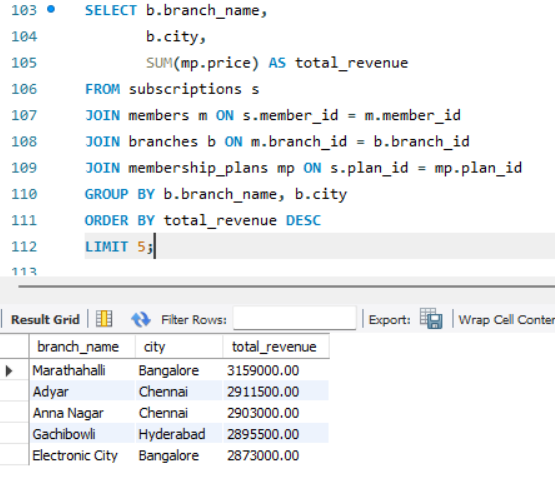 103 SELECT b.branch_name,
104 b.city,
105 SUM(mp.price) AS total_revenue
106 FROM subscriptions s
107 JOIN members m ON s.member_id = m.member_id
108 JOIN branches b ON m.branch_id = b.branch_id
109 JOIN membership_plans mp ON s.plan_id = mp.plan_id
110 GROUP BY b.branch_name, b.city
111 ORDER BY total_revenue DESC
112 LIMIT 5;
113
Result Grid Filter Rows: Export: Wrap Cell Conter
branch_name city total_revenue
Marathahalli Bangalore 3159000.00
Adyar Chennai 2911500.00
Anna Nagar Chennai 2903000.00
Gachibowli Hyderabad 2895500.00
Electronic City Bangalore 2873000.00